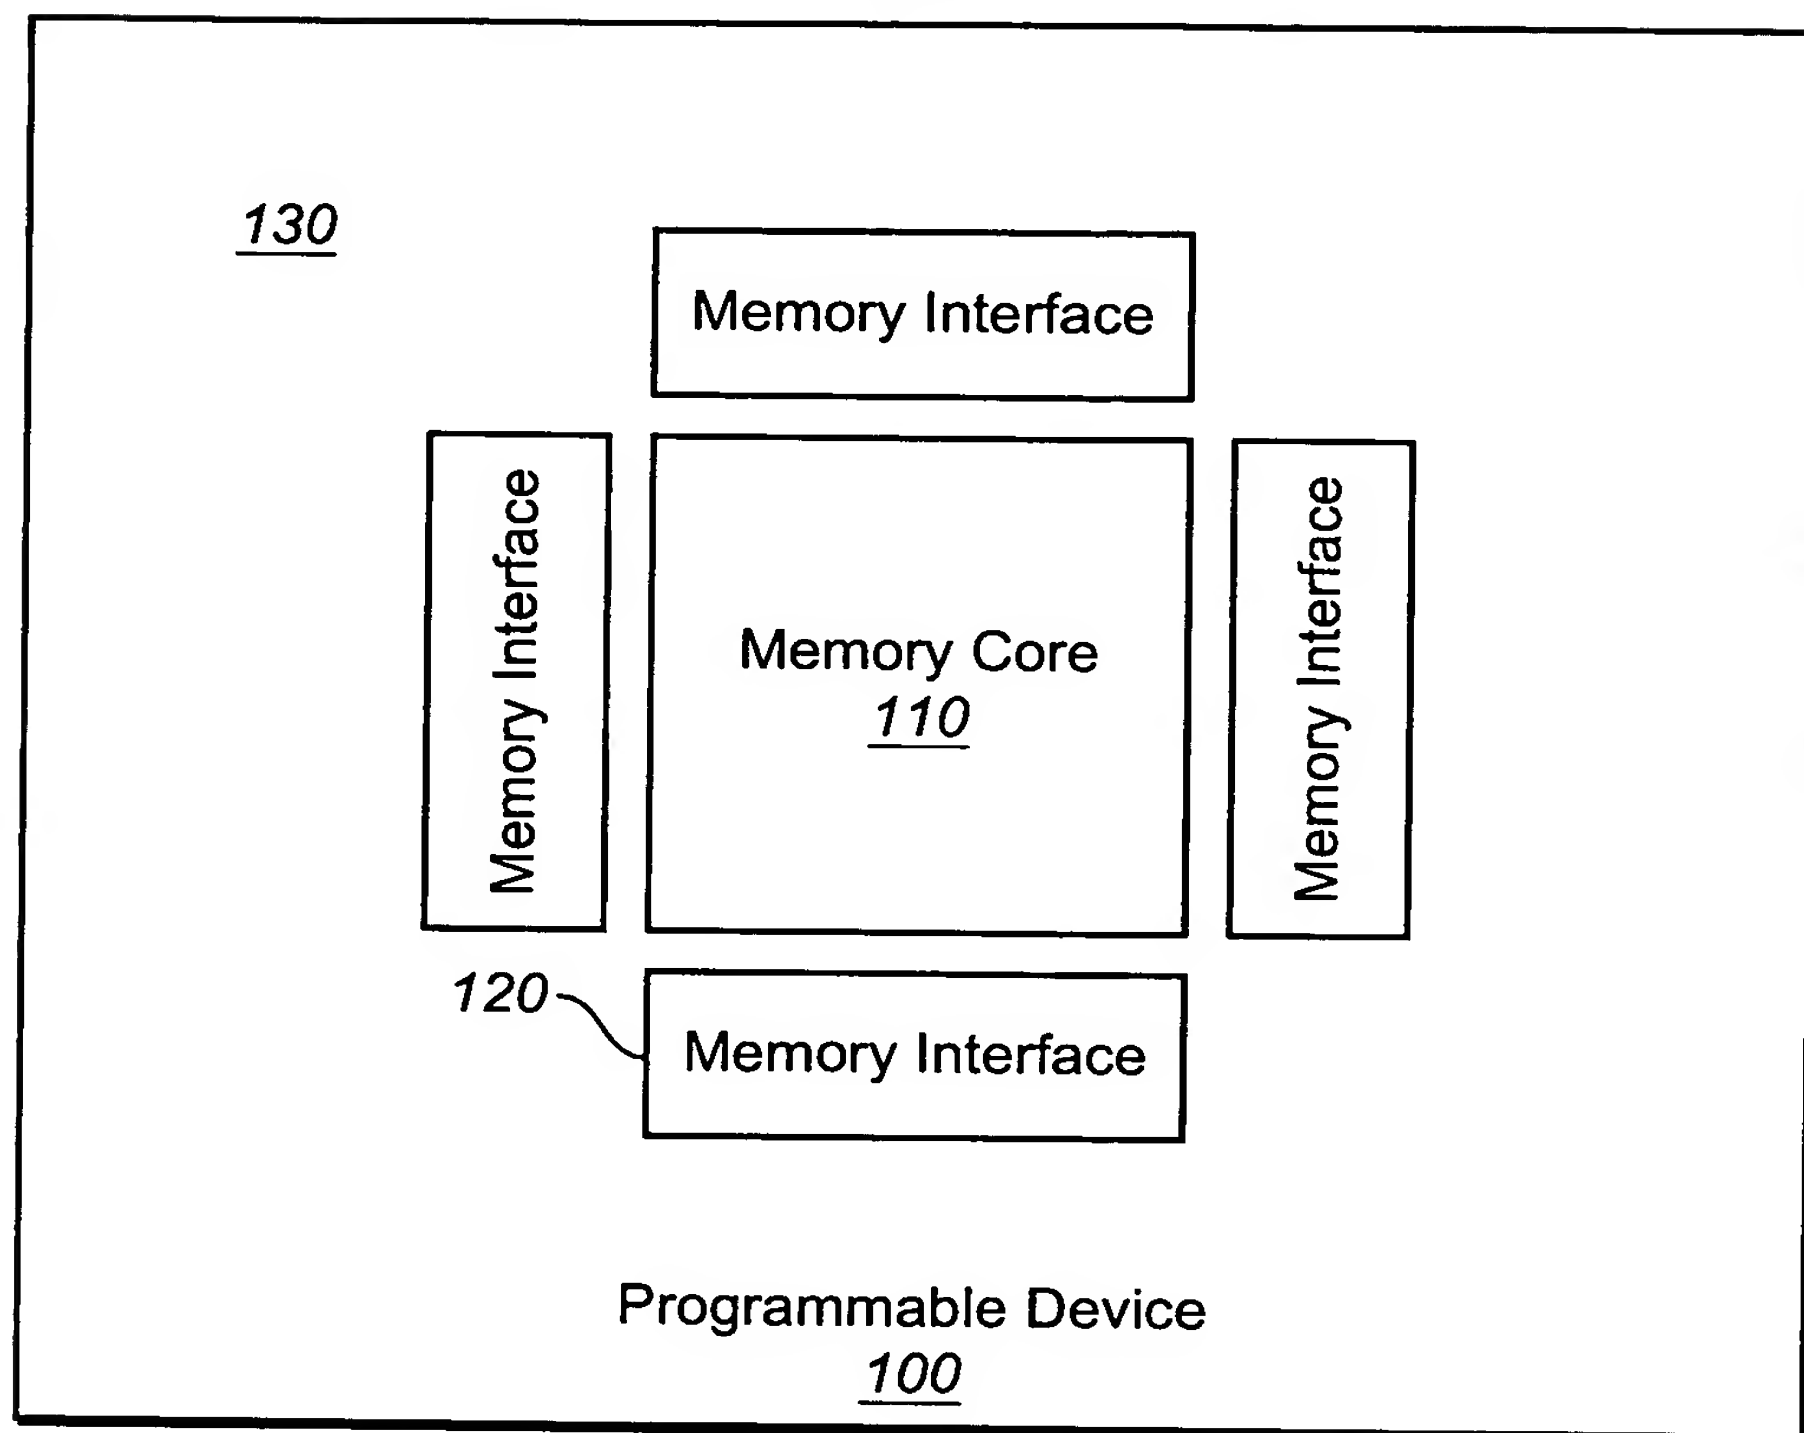 130
Memory Interface
Memory Interface
Memory Core
110
Memory Interface
120
Memory Interface
Programmable Device
100